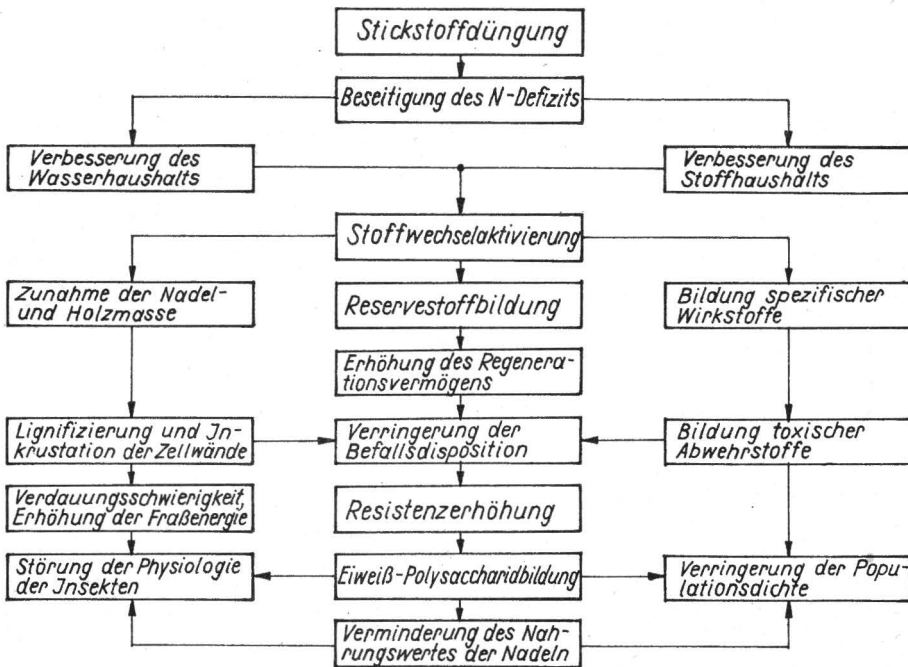 Stickstoffdüngung
Beseitigung des N-Defizits
Verbesserung des
Wasserhaushalts
Verbesserung des
Stoffhaushalts
Stoffwechselaktivierung
Zunahme der Nadel-
und Holzmasse
Reservestoffbildung
Bildung spezifischer
Wirkstoffe
Erhöhung des Regenera-
tionsvermögens
Lignifizierung und Jn-
krustation der Zellwände
Verringerung der
Befallsdisposition
Bildung toxischer
Abwehrstoffe
Verdauungsschwierigkeit,
Erhöhung der Fraßenergie
Resistenzerhöhung
Störung der Physiologie
der Jnsekten
Eiweiß-Polysaccharidbildung
Verringerung der Popu-
lationsdichte
Verminderung des Nah-
rungswertes der Nadeln